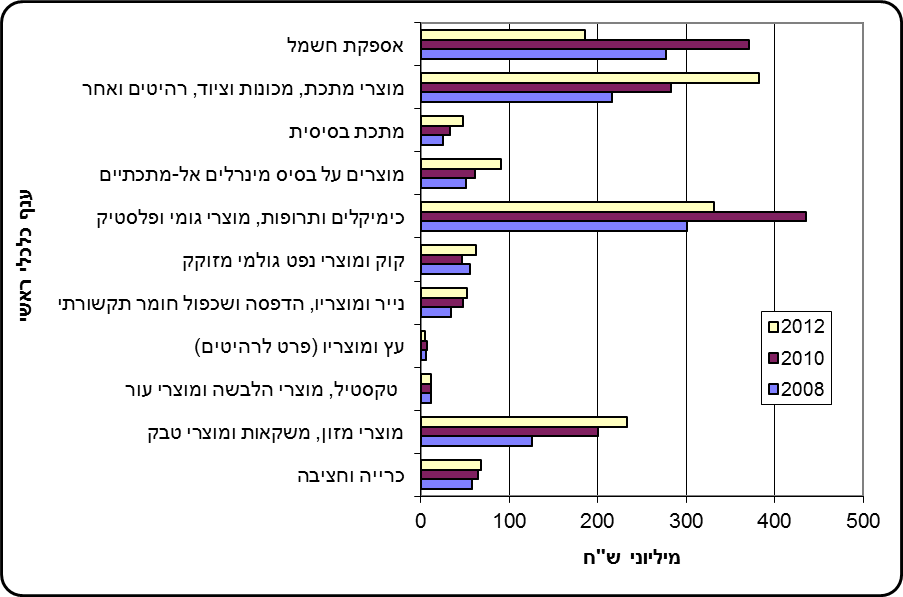 ענף כלכלי ראשי
אספקת חשמל
מוצרי מתכת, מכונות וציוד, רהיטים ואחר
מתכת בסיסית
מוצרים על בסיס מינרלים אל-מתכתיים
כימיקלים ותרופות, מוצרי גומי ופלסטיק
קוק ומוצרי נפט גולמי מזוקק
נייר ומוצריו, הדפסה ושכפול חומר תקשורתי
עץ ומוצריו (פרט לרהיטים)
טקסטיל, מוצרי הלבשה ומוצרי עור
מוצרי מזון, משקאות ומוצרי טבק
כרייה וחציבה
2012
2010
2008
0 100 200 300 400 500
מיליוני ש"ח